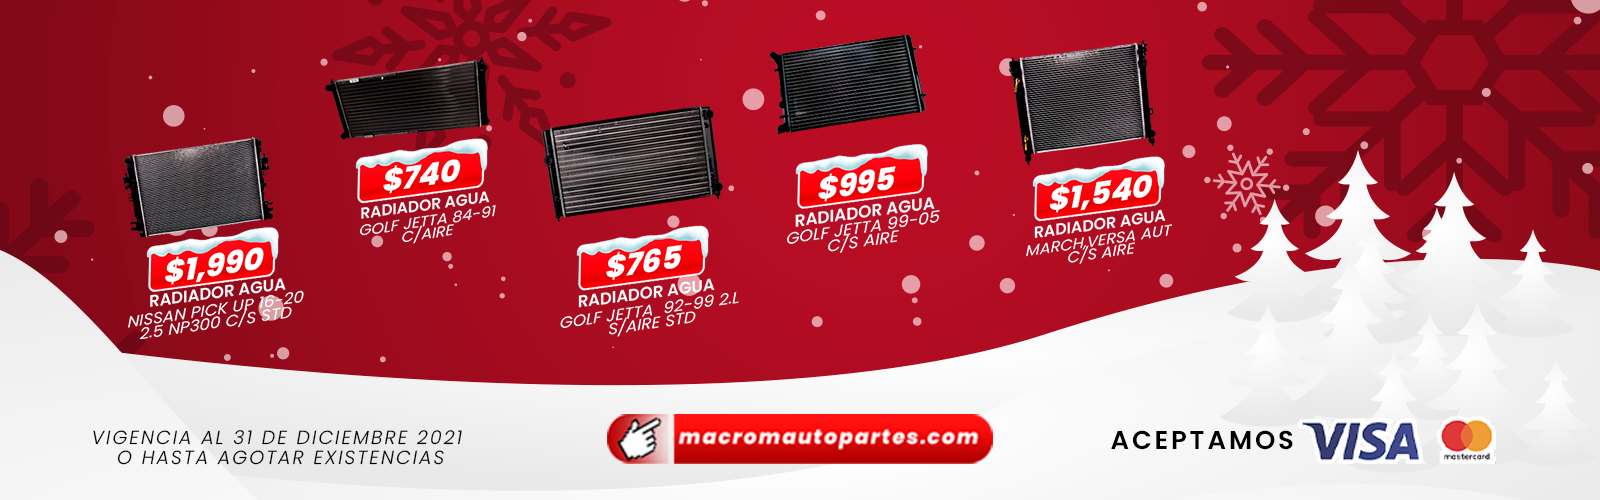 $1,990
RADIADOR AGUA
NISSAN PICK UP 16-20
2.5 NP300 C/S STD
$740
RADIADOR AGUA
GOLF JETTA 84-91
C/AIRE
$765
RADIADOR AGUA
GOLF JETTA 92-99 2.L
S/AIRE STD
$995
RADIADOR AGUA
GOLF JETTA 99-05
C/S AIRE
$1,540
RADIADOR AGUA
MARCH,VERSA AUT
C/S AIRE
VIGENCIA AL 31 DE DICIEMBRE 2021
O HASTA AGOTAR EXISTENCIAS
macromautopartes.com
ACEPTAMOS VISA
mastercard